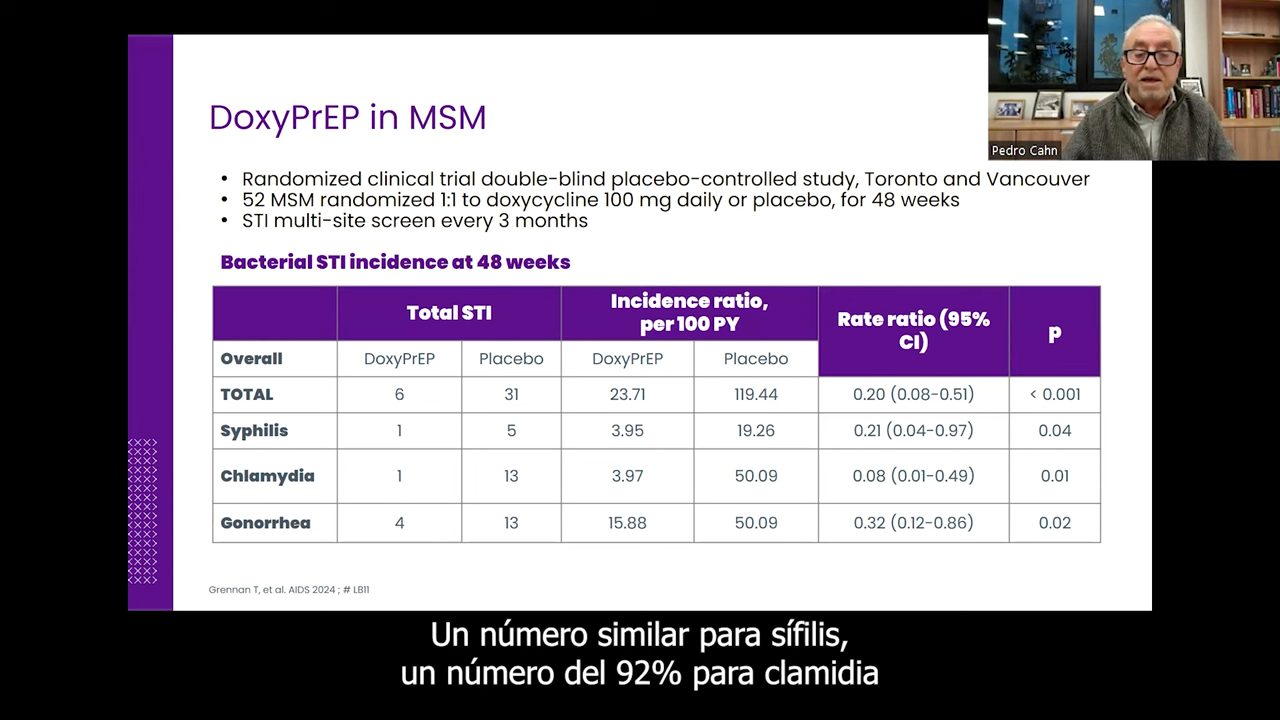 Pedro Cahn
DoxyPrEP in MSM
• Randomized clinical trial double-blind placebo-controlled study, Toronto and Vancouver
• 52 MSM randomized 1:1 to doxycycline 100 mg daily or placebo, for 48 weeks
• STI multi-site screen every 3 months
Bacterial STI incidence at 48 weeks
Total STI
Incidence ratio,
per 100 PY
Rate ratio (95%
CI)
p
Overall DoxyPrEP Placebo DoxyPrEP Placebo
TOTAL 6 31 23.71 119.44 0.20 (0.08-0.51) < 0.001
Syphilis 1 5 3.95 19.26 0.21 (0.04-0.97) 0.04
Chlamydia 1 13 3.97 50.09 0.08 (0.01-0.49) 0.01
Gonorrhea 4 13 15.88 50.09 0.32 (0.12-0.86) 0.02
Grennan T, et al. AIDS 2024 ; # LB11
Un número similar para sífilis,
un número del 92% para clamidia